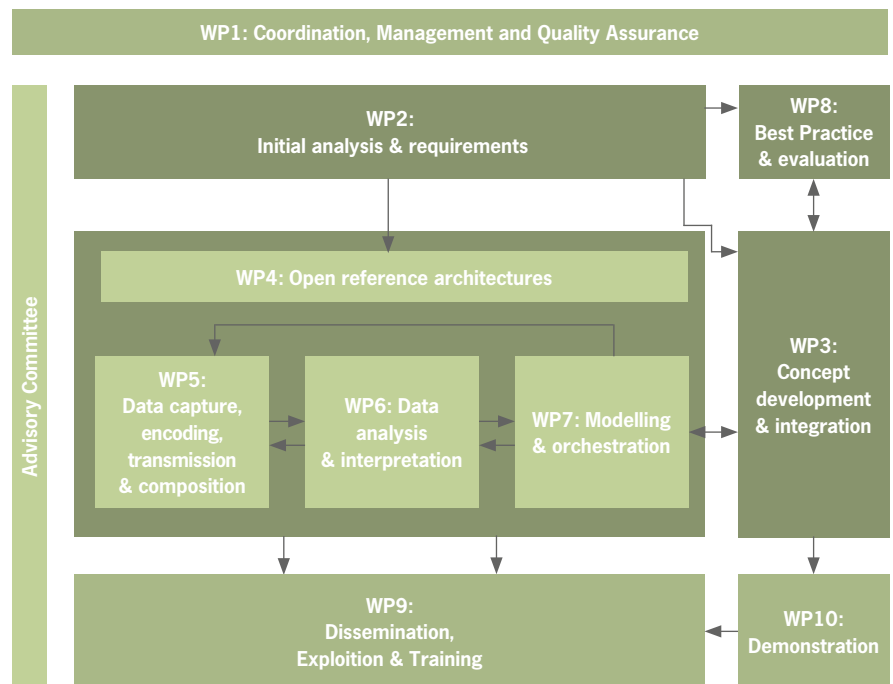 WP1: Coordination, Management and Quality Assurance
Advisory Committee
WP2:
Initial analysis & requirements
WP8:
Best Practice
& evaluation
WP4: Open reference architectures
WP5:
Data capture,
encoding,
transmission
& composition
WP6: Data
analysis
& interpretation
WP7: Modelling
& orchestration
WP3:
Concept
development
& integration
WP9:
Dissemination,
Exploition & Training
WP10:
Demonstration